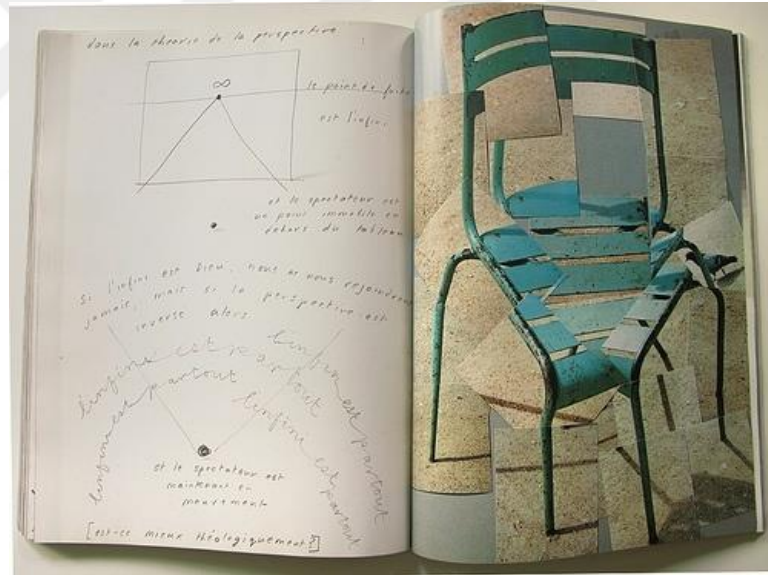 dans la théorie de la perspective
∞
le point de fuite
est l'infini.
et le spectateur est
un point immobile en
dehors du tableau
si l'infini est Dieu, nous ne nous rejoindrons
jamais, mais si la perspective est
inverse alors
l'infini est partout l'infini est partout
l'infini est partout l'infini est partout
et le spectateur est
maintenant en
mouvement
[est-ce mieux théologiquement?]